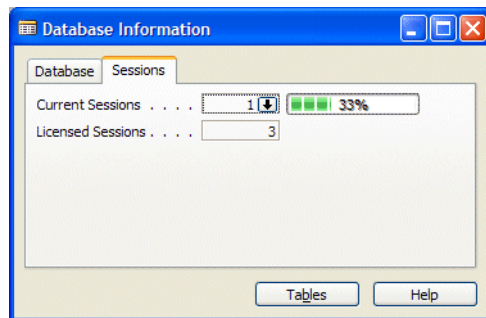 Database Information
Database Sessions
Current Sessions . . . . 1 33%
Licensed Sessions . . . . 3
Tables Help